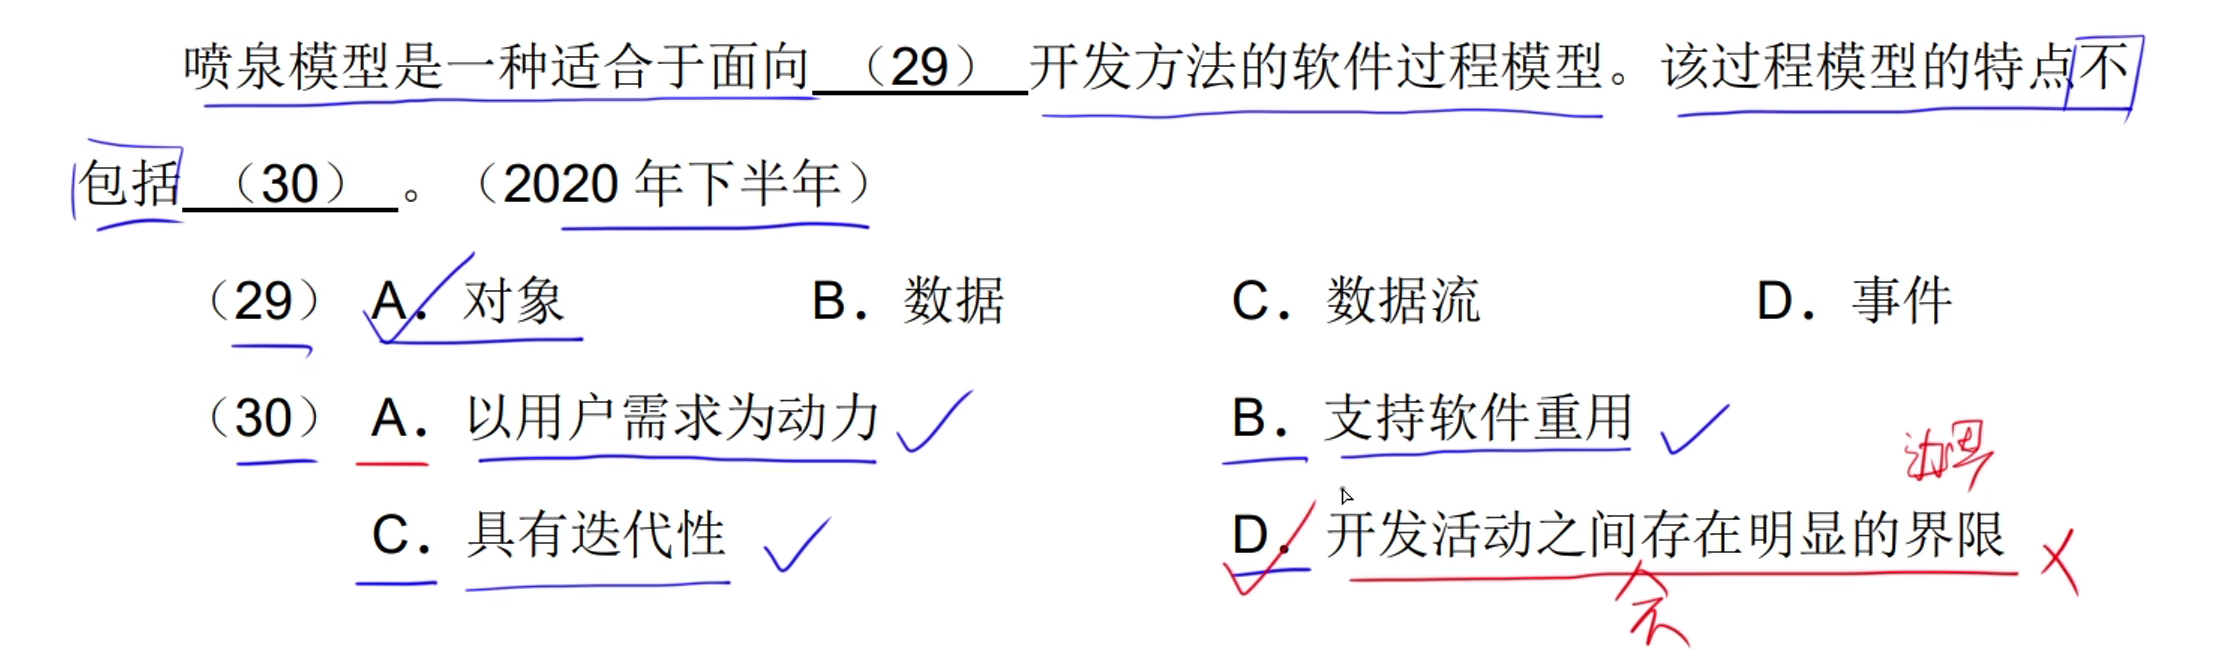 喷泉模型是一种适合于面向（29）开发方法的软件过程模型。该过程模型的特点不
包括（30）。（2020 年下半年）
（29） A．对象 B．数据 C．数据流 D．事件
（30） A．以用户需求为动力 B．支持软件重用
边界
C．具有迭代性 D．开发活动之间存在明显的界限
不